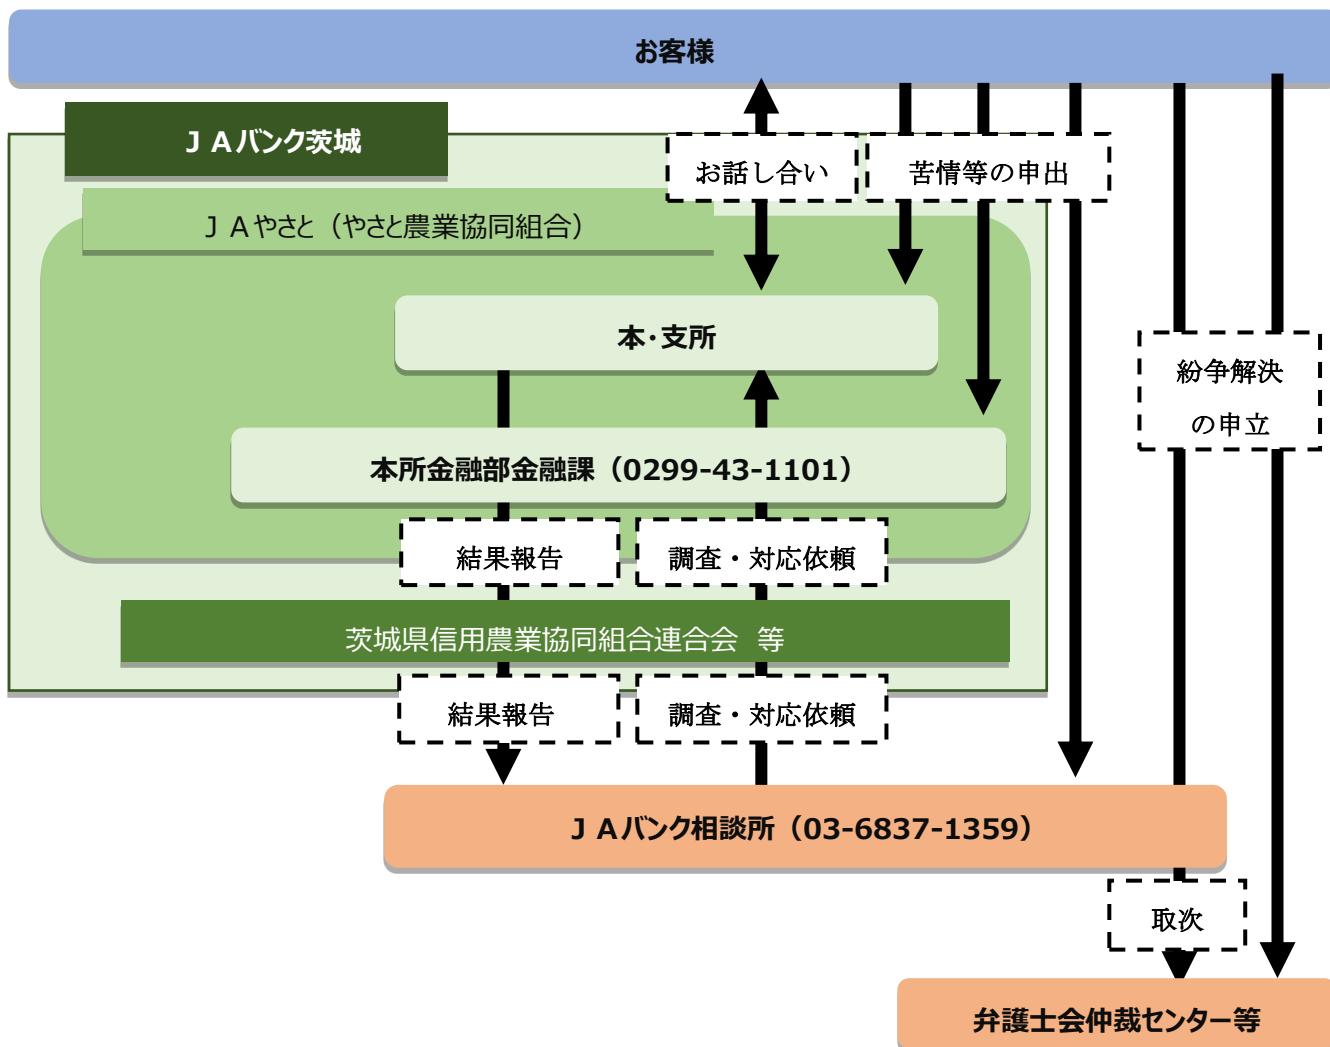 お客様
ＪＡバンク茨城
お話し合い
苦情等の申出
ＪＡやさと（やさと農業協同組合）
本・支所
紛争解決
の申立
本所金融部金融課（0299-43-1101）
結果報告
調査・対応依頼
茨城県信用農業協同組合連合会　等
結果報告
調査・対応依頼
ＪＡバンク相談所（03-6837-1359）
取次
弁護士会仲裁センター等